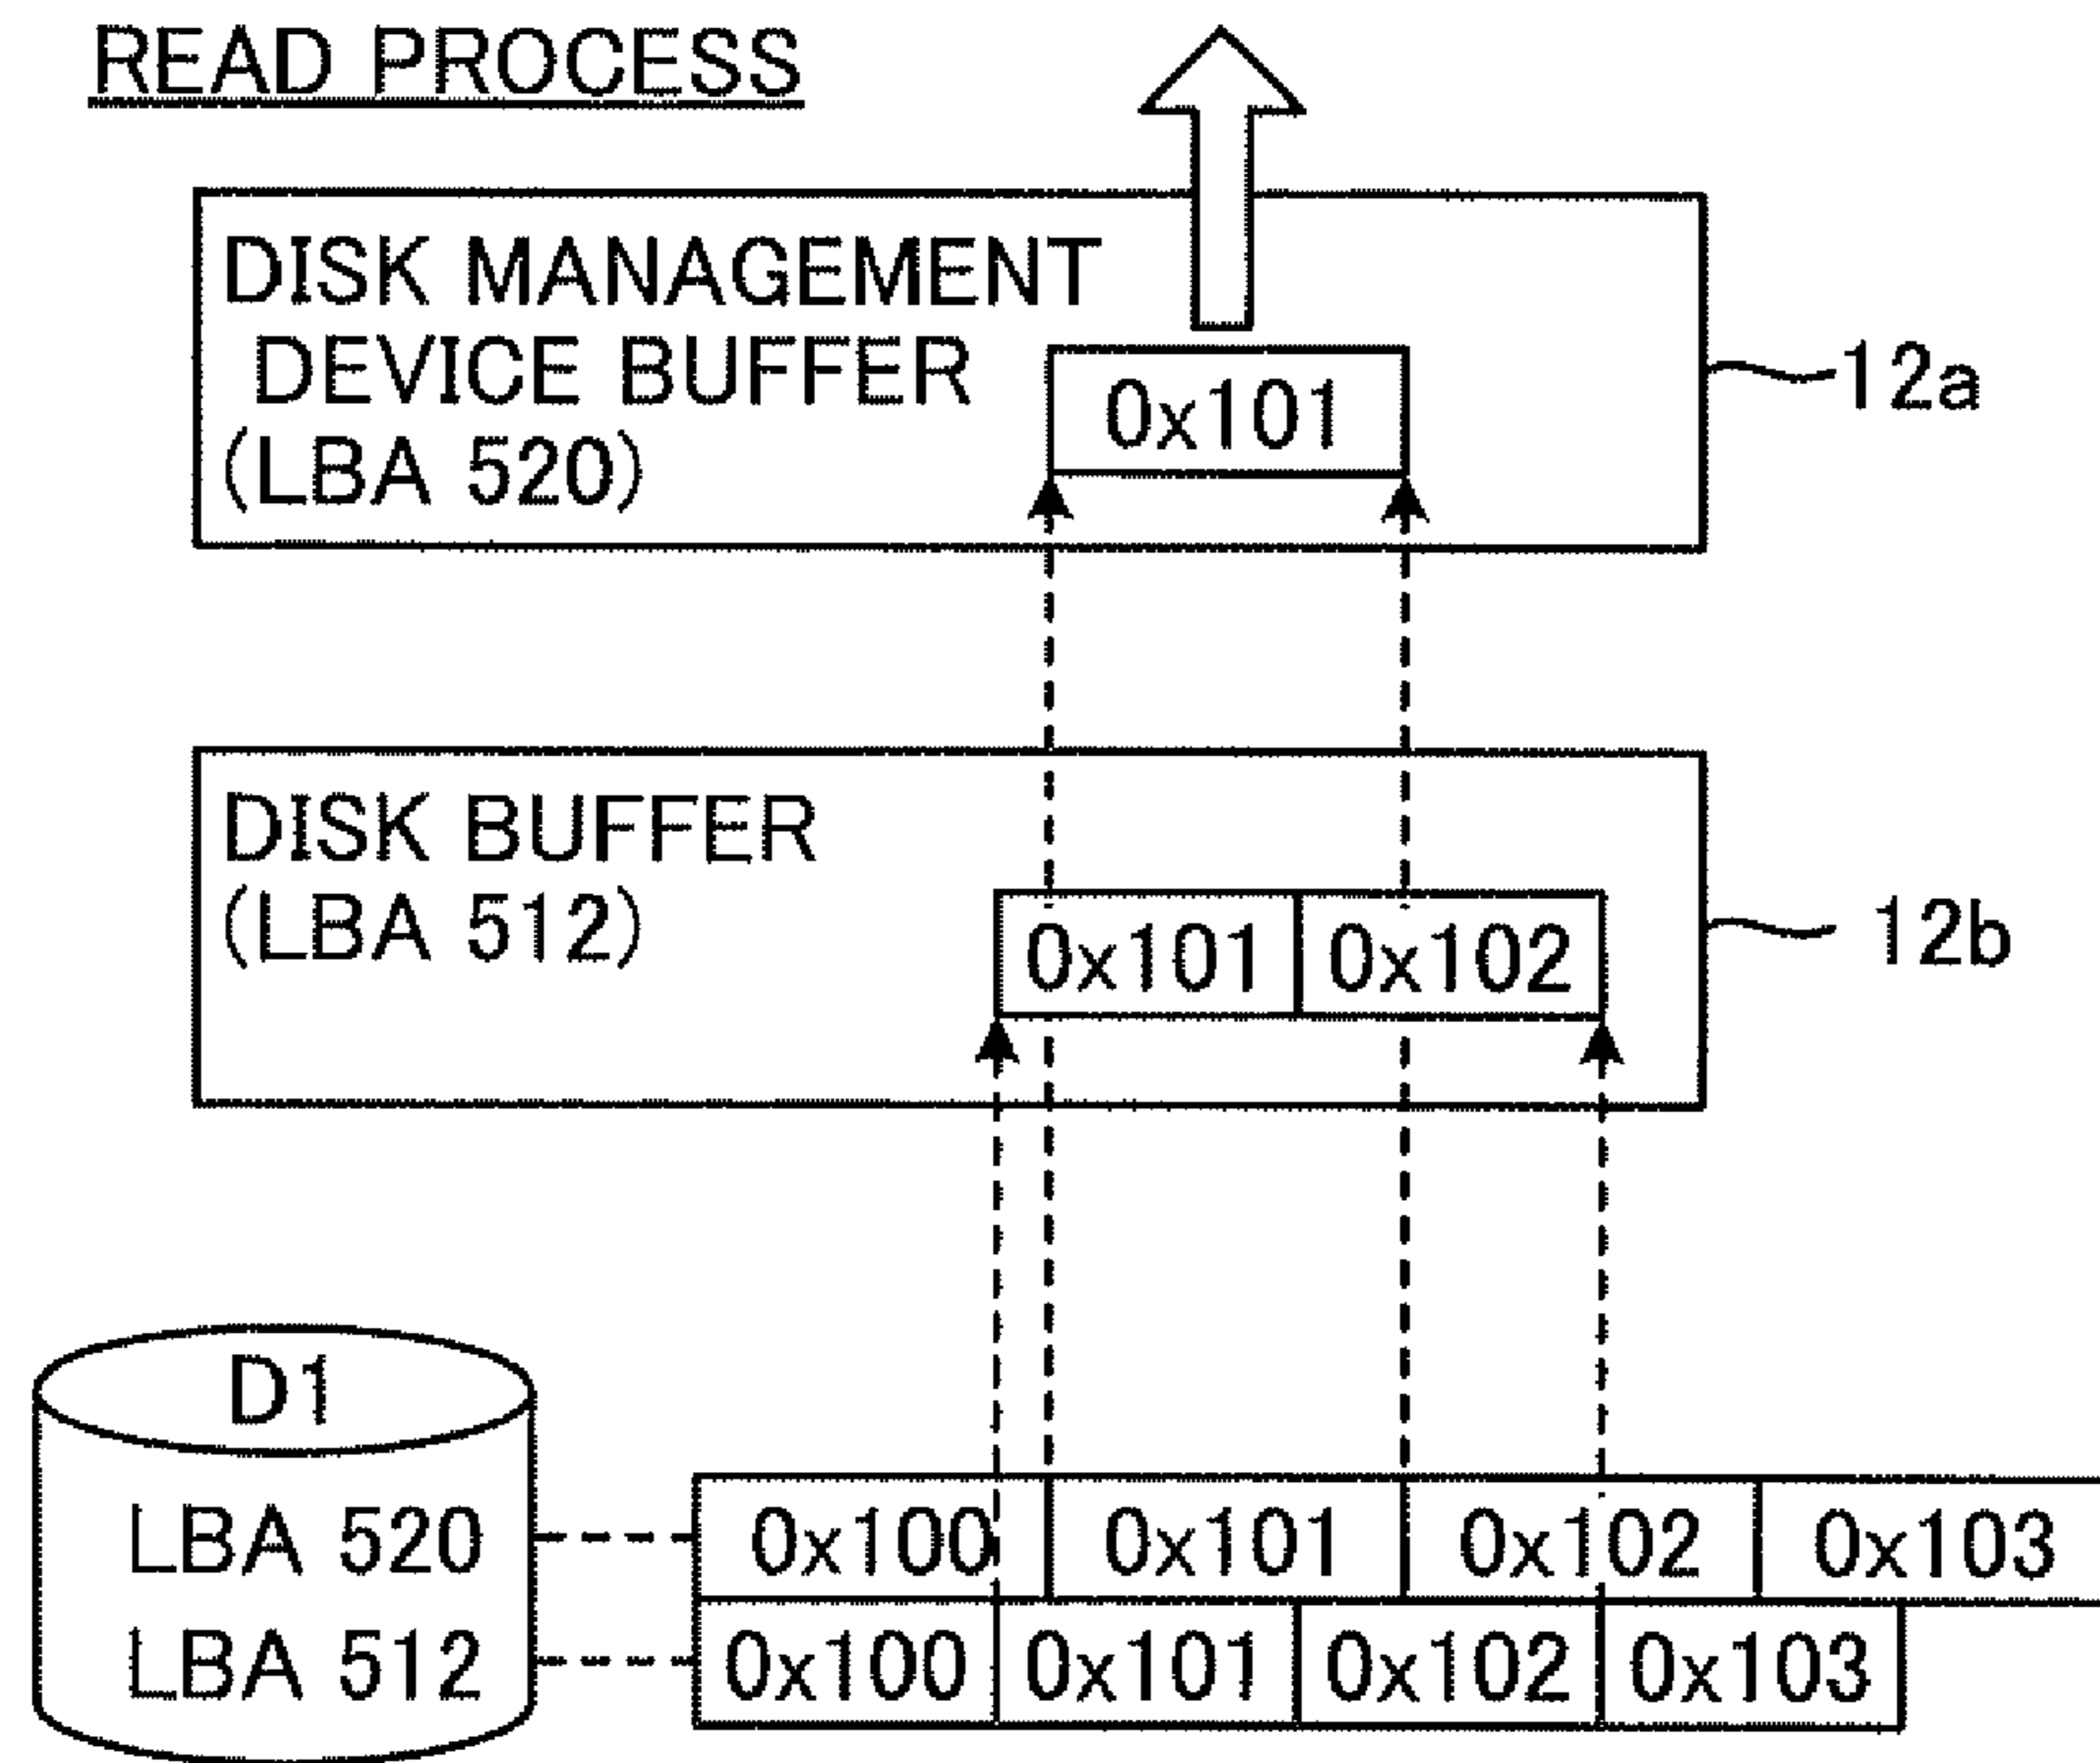 READ PROCESS
DISK MANAGEMENT
DEVICE BUFFER
(LBA 520)
0x101
12a
DISK BUFFER
(LBA 512)
0x101 0x102
12b
D1
LBA 520
0x100 0x101 0x102 0x103
LBA 512
0x100 0x101 0x102 0x103